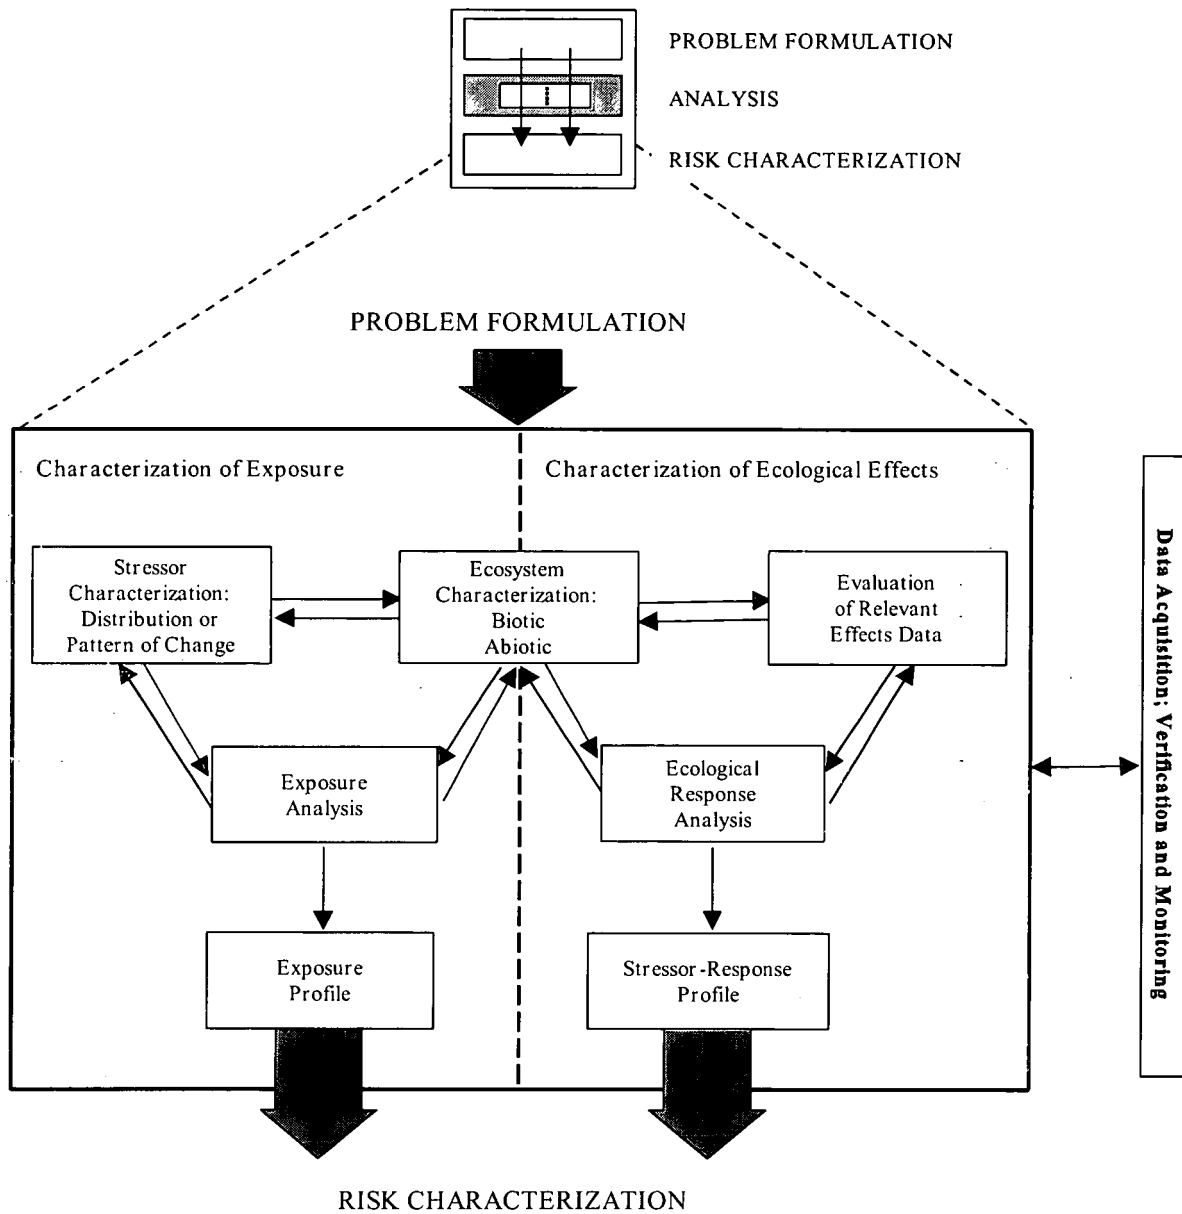 PROBLEM FORMULATION
ANALYSIS
RISK CHARACTERIZATION
PROBLEM FORMULATION
Characterization of Exposure
Characterization of Ecological Effects
Stressor
Characterization:
Distribution or
Pattern of Change
Ecosystem
Characterization:
Biotic
Abiotic
Evaluation
of Relevant
Effects Data
Exposure
Analysis
Ecological
Response
Analysis
Exposure
Profile
Stressor-Response
Profile
Data Acquisition; Verification and Monitoring
RISK CHARACTERIZATION